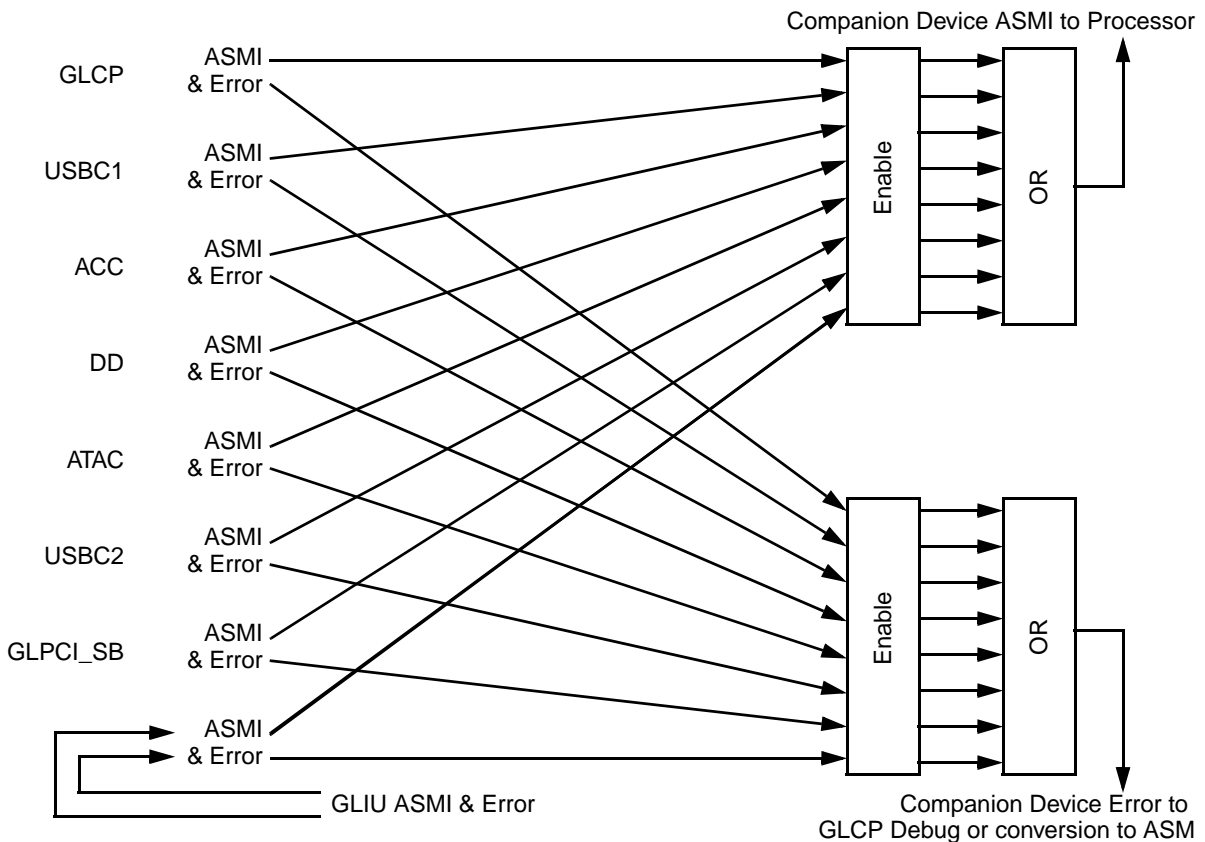 Companion Device ASMI to Processor
GLCP
ASMI
& Error
USBC1
ASMI
& Error
ACC
ASMI
& Error
DD
ASMI
& Error
ATAC
ASMI
& Error
USBC2
ASMI
& Error
GLPCI_SB
ASMI
& Error
ASMI
& Error
GLIU ASMI & Error
Enable
OR
Enable
OR
Companion Device Error to
GLCP Debug or conversion to ASM